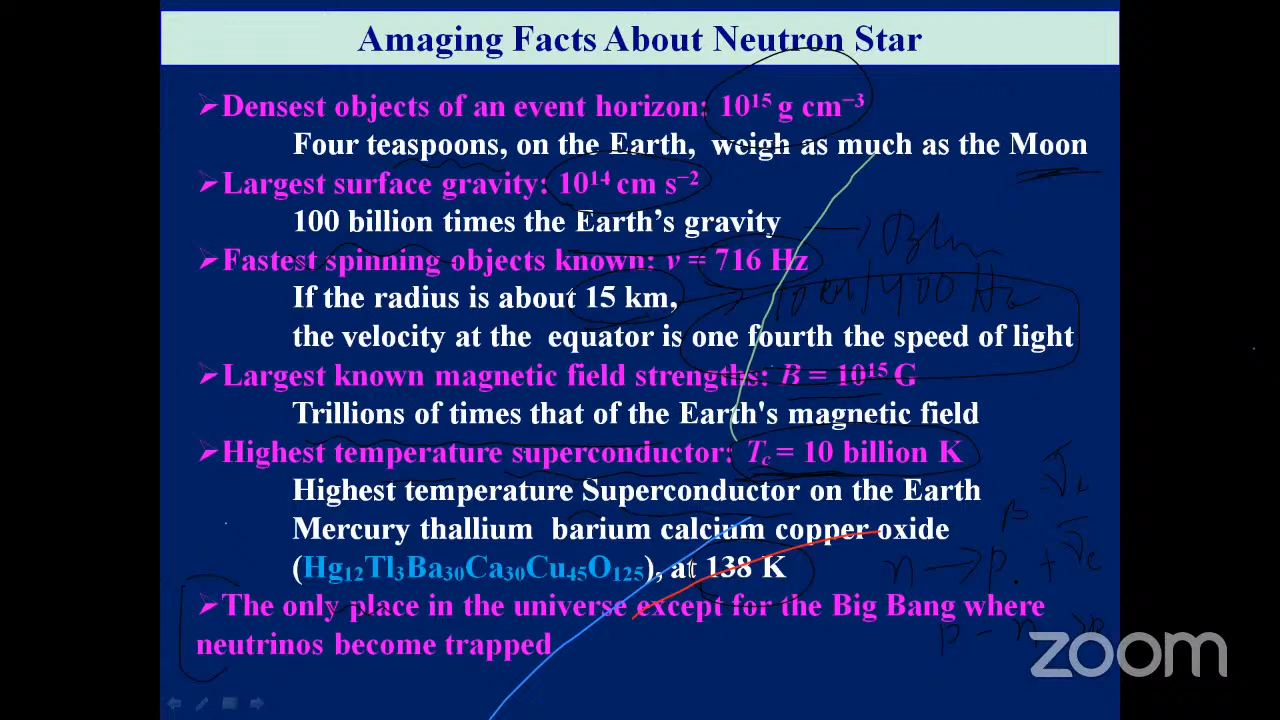 Amaging Facts About Neutron Star
➢Densest objects of an event horizon: 10¹⁵ g cm⁻³
Four teaspoons, on the Earth, weigh as much as the Moon
➢Largest surface gravity: 10¹⁴ cm s⁻²
100 billion times the Earth’s gravity
➢Fastest spinning objects known: ν = 716 Hz
If the radius is about 15 km,
the velocity at the equator is one fourth the speed of light
➢Largest known magnetic field strengths: B = 10¹⁵ G
Trillions of times that of the Earth's magnetic field
➢Highest temperature superconductor: T_c = 10 billion K
Highest temperature Superconductor on the Earth
Mercury thallium barium calcium copper oxide
(Hg₁₂Tl₃Ba₃₀Ca₃₀Cu₄₅O₁₂₅), at 138 K
➢The only place in the universe except for the Big Bang where
neutrinos become trapped
zoom